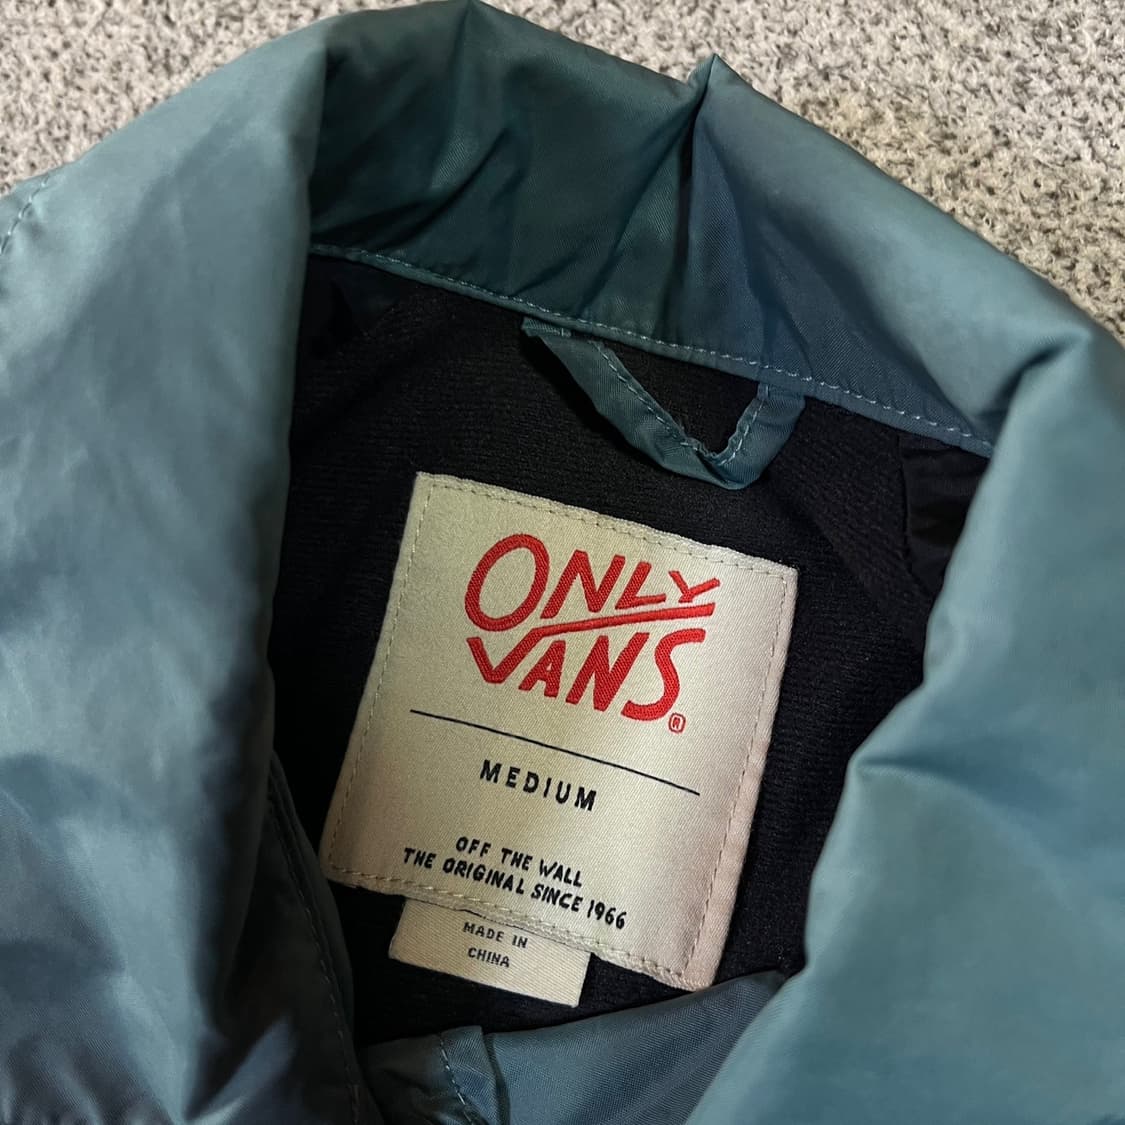 ONLY
VANS®
MEDIUM
OFF THE WALL
THE ORIGINAL SINCE 1966
MADE IN
CHINA